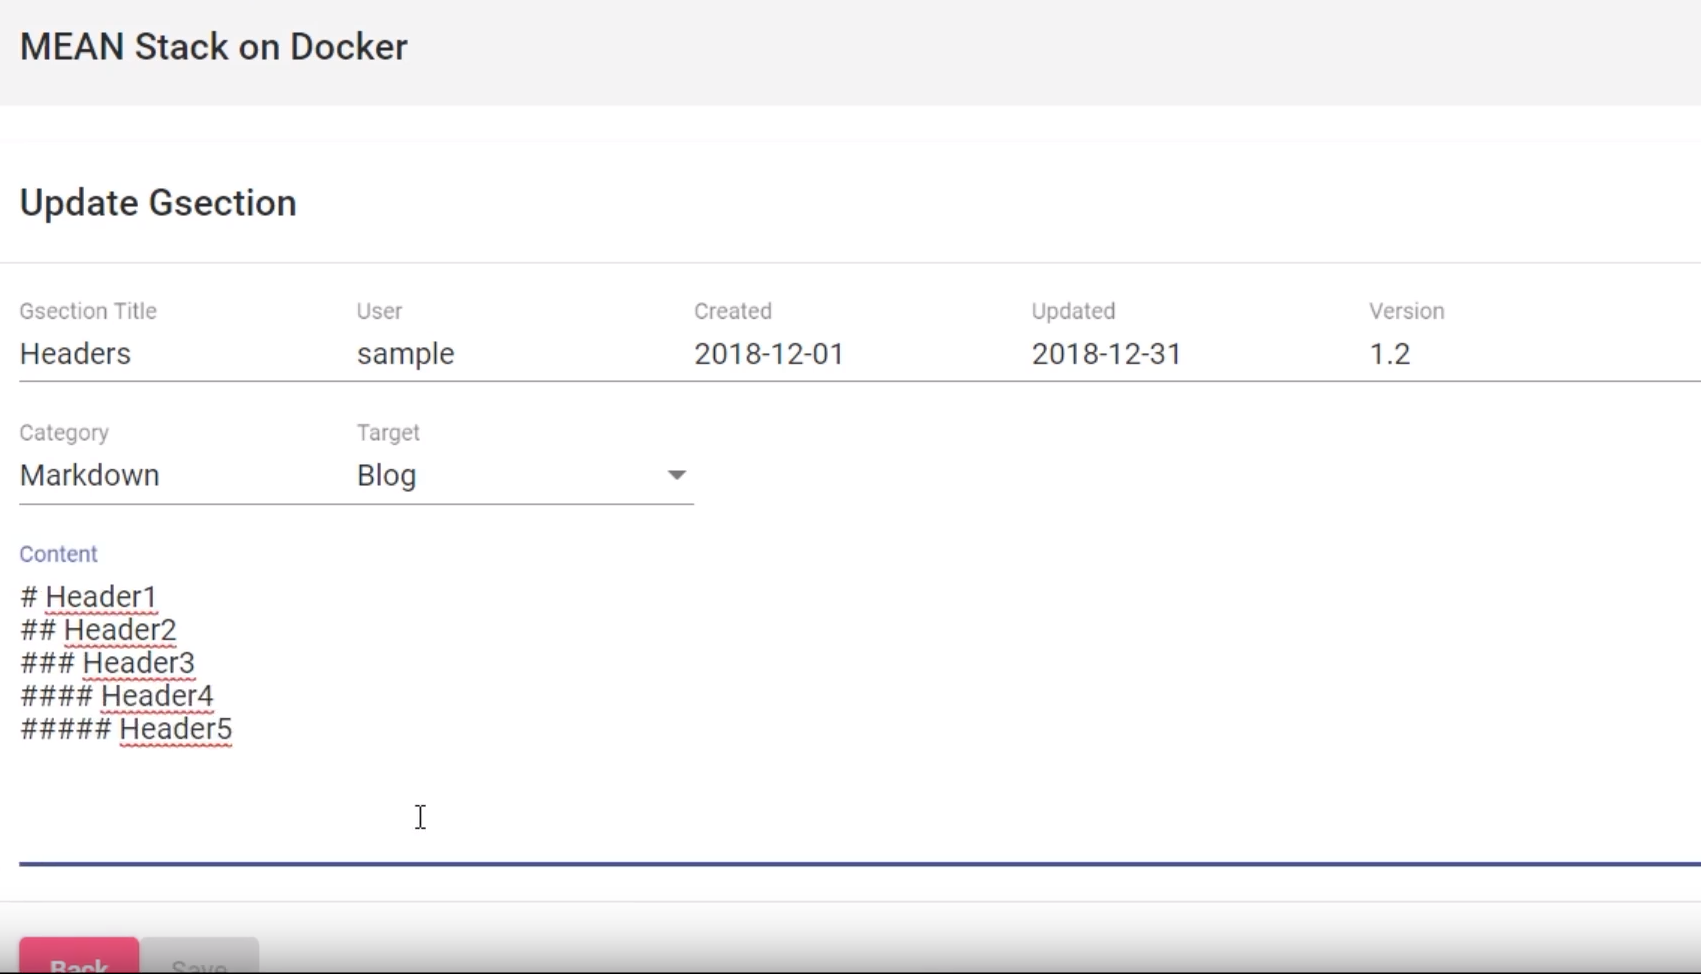 MEAN Stack on Docker
Update Gsection
Gsection Title User Created Updated Version
Headers sample 2018-12-01 2018-12-31 1.2
Category Target
Markdown Blog
Content
# Header1
## Header2
### Header3
#### Header4
##### Header5
Back Save